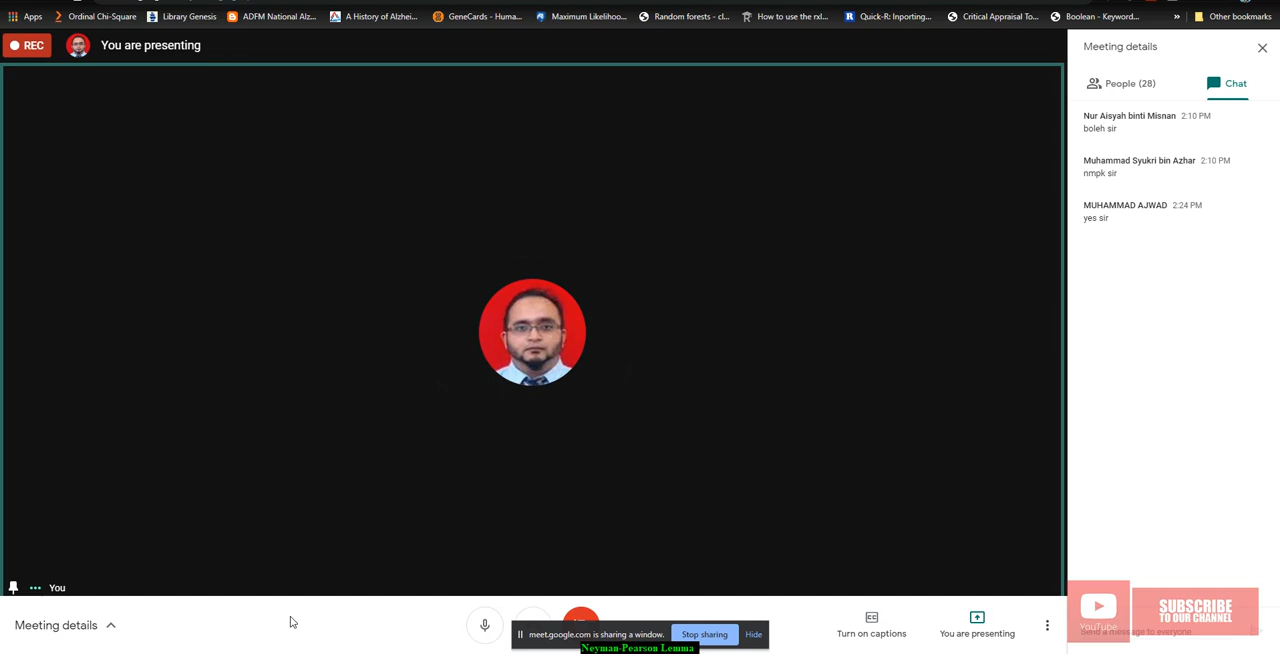 Apps
Ordinal Chi-Square
Library Genesis
ADFM National Alz...
A History of Alzhei...
GeneCards - Huma...
Maximum Likelihoo...
Random forests - cl...
How to use the rxl...
Quick-R: Inporting...
Critical Appraisal To...
Boolean - Keyword...
»
Other bookmarks
REC
You are presenting
Meeting details
People (28)
Chat
Nur Aisyah binti Misnan 2:10 PM
boleh sir
Muhammad Syukri bin Azhar 2:10 PM
nmpk sir
MUHAMMAD AJWAD 2:24 PM
yes sir
You
Meeting details
meet.google.com is sharing a window.
Stop sharing
Hide
Neyman-Pearson Lemma
Turn on captions
You are presenting
YouTube
SUBSCRIBE
TO OUR CHANNEL
Send a message to everyone